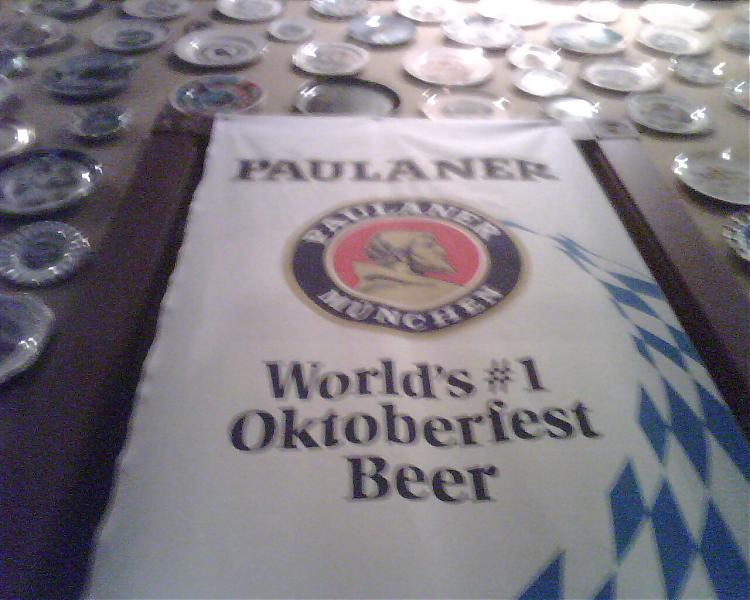 PAULANER
PAULANER
MÜNCHEN
World's #1
Oktoberfest
Beer